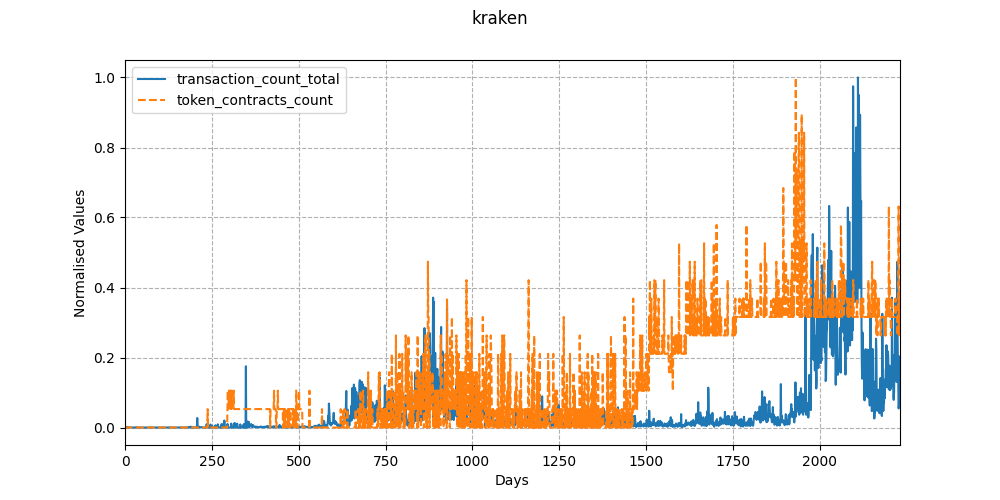 kraken
transaction_count_total
token_contracts_count
Normalised Values
1.0
0.8
0.6
0.4
0.2
0.0
0 250 500 750 1000 1250 1500 1750 2000
Days